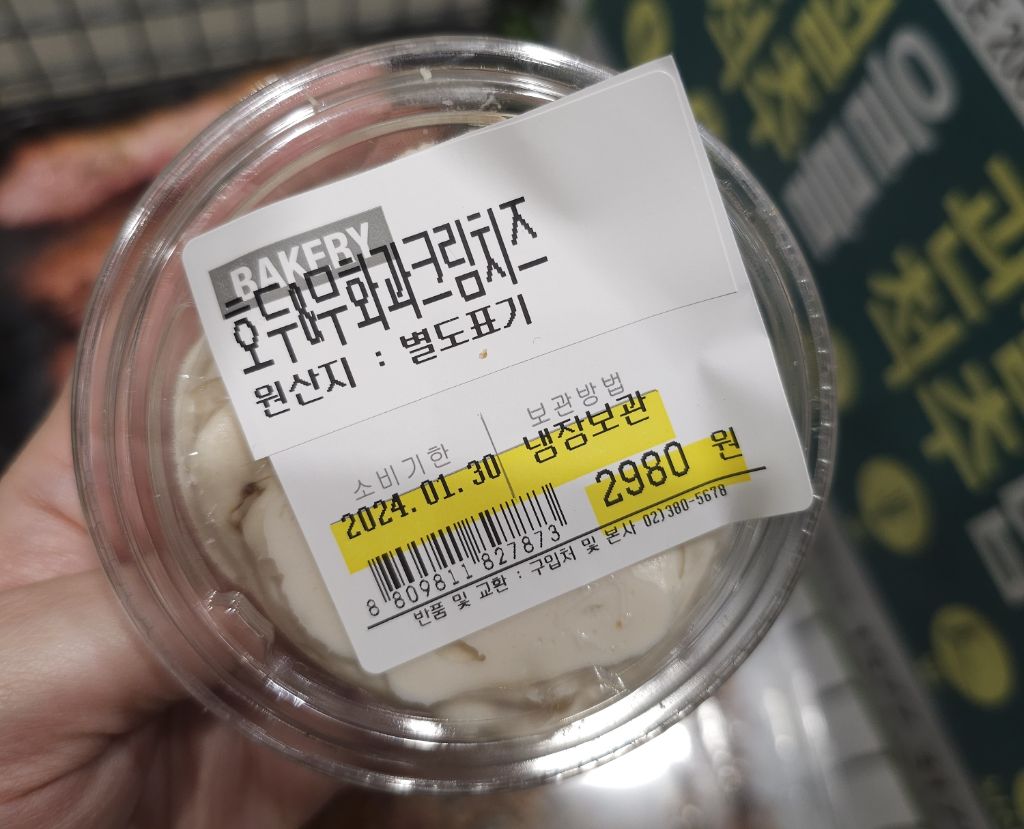 BAKERY
호두&무화과크림치즈
원산지 : 별도표기
소비기한
보관방법
2024.01.30
냉장보관
2980 원
8 809811 827873
반품 및 교환 : 구입처 및 본사 02)380-5678